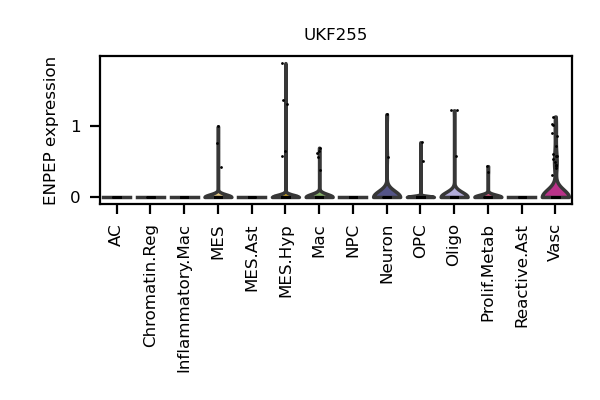 UKF255
ENPEP expression
1
0
AC
Chromatin.Reg
Inflammatory.Mac
MES
MES.Ast
MES.Hyp
Mac
NPC
Neuron
OPC
Oligo
Prolif.Metab
Reactive.Ast
Vasc